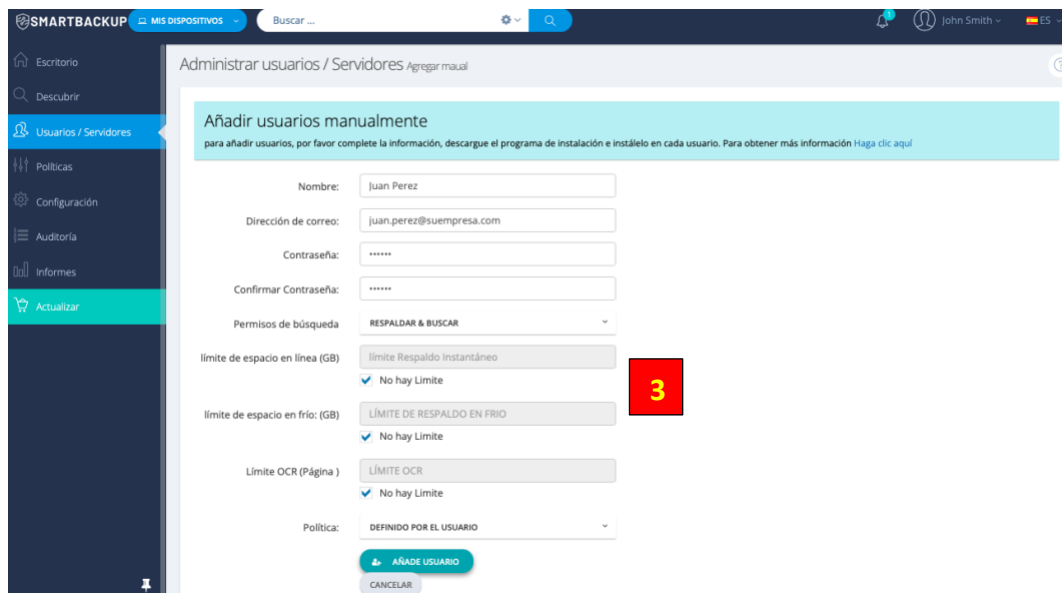 SMARTBACKUP MIS DISPOSITIVOS Buscar ... 1 John Smith ES
Escritorio
Descubrir
Usuarios / Servidores
Políticas
Configuración
Auditoría
Informes
Actualizar
Administrar usuarios / Servidores Agregar maual
Añadir usuarios manualmente
para añadir usuarios, por favor complete la información, descargue el programa de instalación e instálelo en cada usuario. Para obtener más información Haga clic aquí
Nombre: Juan Perez
Dirección de correo: juan.perez@suempresa.com
Contraseña: ••••••
Confirmar Contraseña: ••••••
Permisos de búsqueda RESPALDAR & BUSCAR
límite de espacio en línea (GB) límite Respaldo Instantáneo
No hay Limite
3
límite de espacio en frío: (GB) LÍMITE DE RESPALDO EN FRIO
No hay Limite
Límite OCR (Página ) LÍMITE OCR
No hay Limite
Política: DEFINIDO POR EL USUARIO
AÑADE USUARIO
CANCELAR